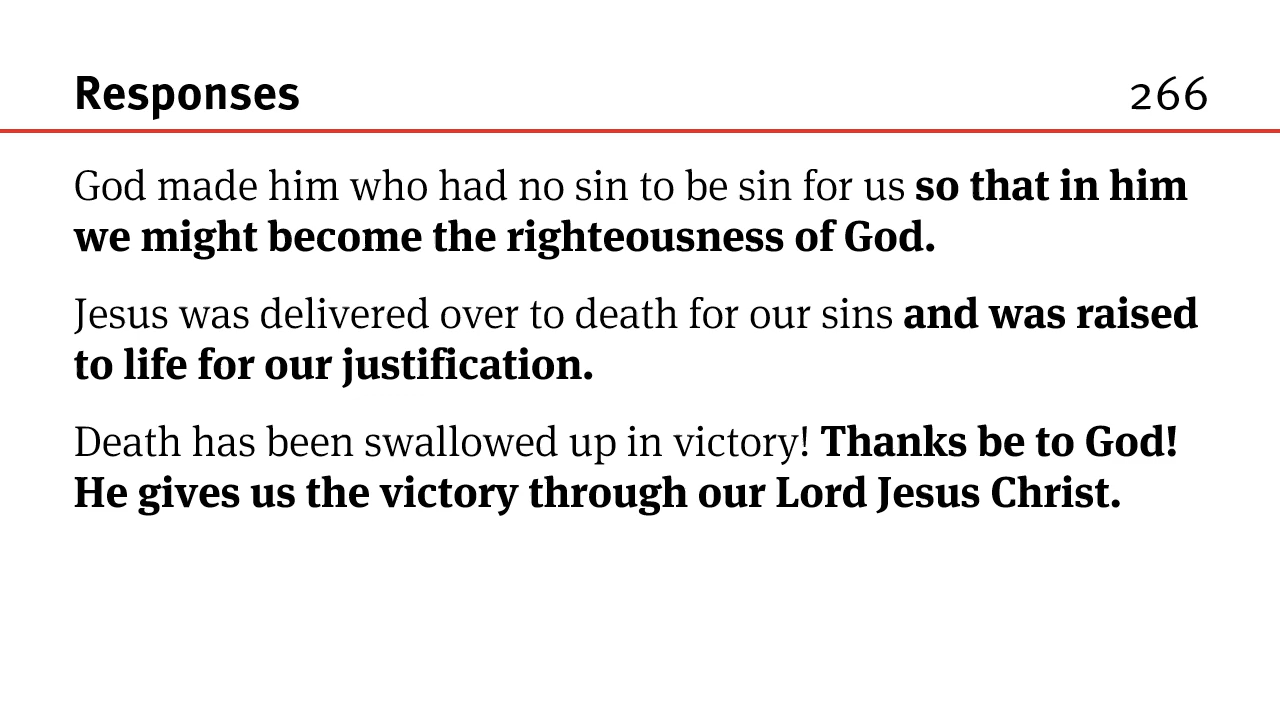 Responses 266
God made him who had no sin to be sin for us so that in him
we might become the righteousness of God.
Jesus was delivered over to death for our sins and was raised
to life for our justification.
Death has been swallowed up in victory! Thanks be to God!
He gives us the victory through our Lord Jesus Christ.